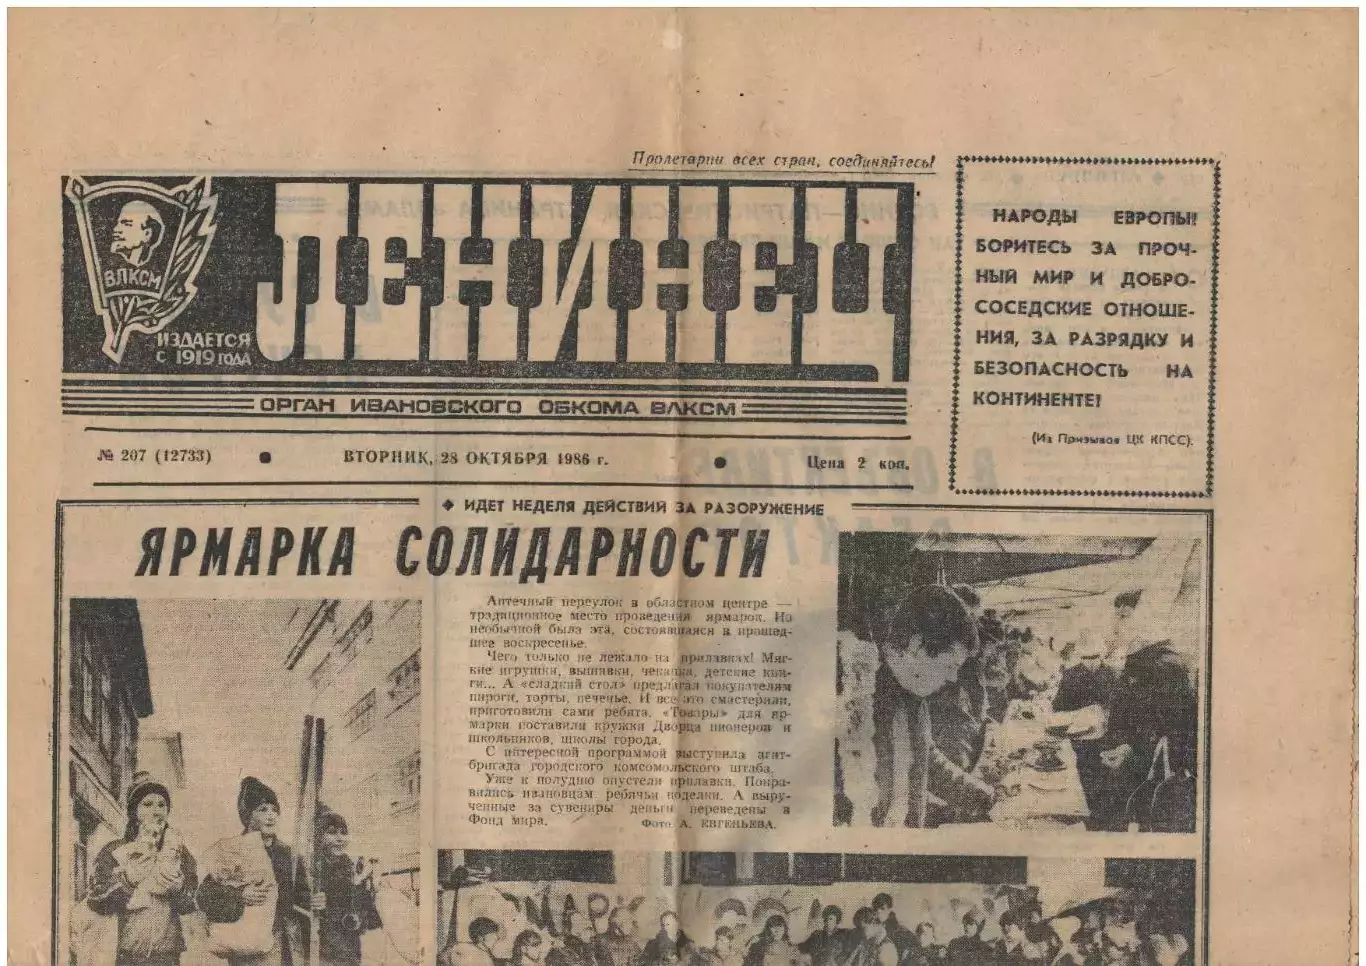 Пролетарии всех стран, соединяйтесь!
ЛЕНИНЕЦ
ВЛКСМ
ИЗДАЕТСЯ
С 1919 ГОДА
ОРГАН ИВАНОВСКОГО ОБКОМА ВЛКСМ
№ 207 (12733) ● ВТОРНИК, 28 ОКТЯБРЯ 1986 г. ● Цена 2 коп.
НАРОДЫ ЕВРОПЫ!
БОРИТЕСЬ ЗА ПРОЧ-
НЫЙ МИР И ДОБРО-
СОСЕДСКИЕ ОТНОШЕ-
НИЯ, ЗА РАЗРЯДКУ И
БЕЗОПАСНОСТЬ НА
КОНТИНЕНТЕ!
(Из Призывов ЦК КПСС).
◆ ИДЕТ НЕДЕЛЯ ДЕЙСТВИЙ ЗА РАЗОРУЖЕНИЕ
ЯРМАРКА СОЛИДАРНОСТИ
Аптечный переулок в областном центре —
традиционное место проведения ярмарок. Но
необычной была эта, состоявшаяся в прошед-
шее воскресенье.
Чего только не лежало на прилавках! Мяг-
кие игрушки, вышивки, чеканка, детские кни-
ги... А «сладкий стол» предлагал покупателям
пироги, торты, печенье. И все это смастерили,
приготовили сами ребята. «Товары» для яр-
марки поставили кружки Дворца пионеров и
школьников, школы города.
С интересной программой выступила агит-
бригада городского комсомольского штаба.
Уже к полудню опустели прилавки. Понра-
вились ивановцам ребячьи поделки. А выру-
ченные за сувениры деньги переведены в
Фонд мира. Фото А. ЕВГЕНЬЕВА.